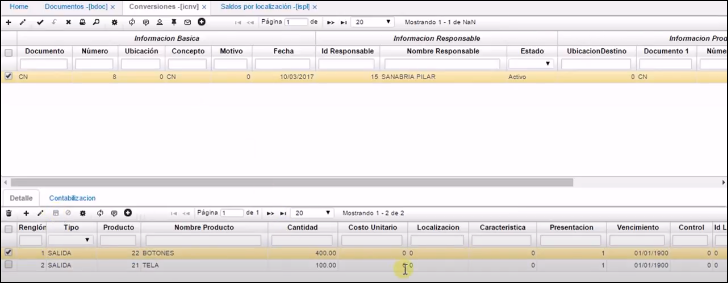 Home Documentos -[bdoc] × Conversiones -[icnv] × Saldos por localización -[ispl] ×
Página 1 de 20 Mostrando 1 - 1 de NaN
Informacion Basica Informacion Responsable Informacion Prod
Documento Número Ubicación Concepto Motivo Fecha Id Responsable Nombre Responsable Estado UbicacionDestino Documento 1 Núme
CN 8 0 CN 0 10/03/2017 15 SANABRIA PILAR Activo 0 CN
Detalle Contabilizacion
Página 1 de 1 20 Mostrando 1 - 2 de 2
Renglón Tipo Producto Nombre Producto Cantidad Costo Unitario Localizacion Caracteristica Presentacion Vencimiento Control Id L
1 SALIDA 22 BOTONES 400.00 0 0 0 1 01/01/1900 0 0
2 SALIDA 21 TELA 100.00 0 0 0 1 01/01/1900 0 0